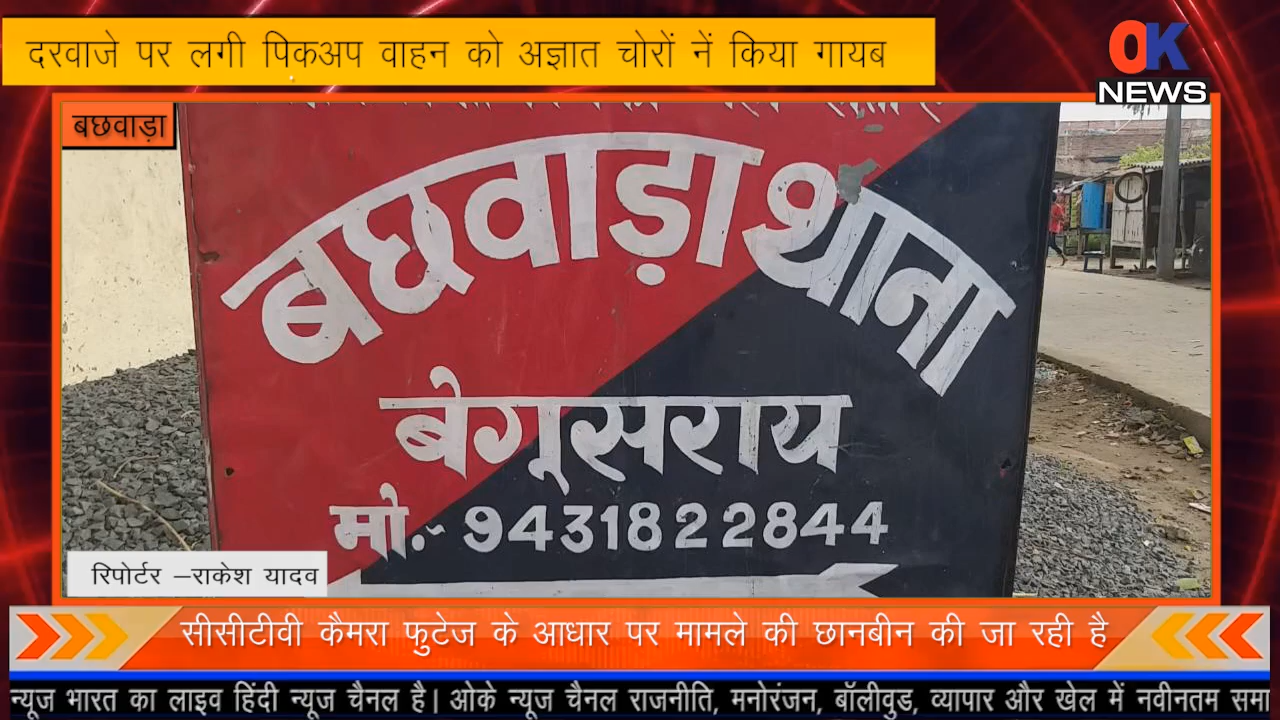 दरवाजे पर लगी पिकअप वाहन को अज्ञात चोरों नें किया गायब
OK
NEWS
बछवाड़ा
बछवाड़ा थाना
बेगूसराय
मो.- 9431822844
रिपोर्टर –राकेश यादव
सीसीटीवी कैमरा फुटेज के आधार पर मामले की छानबीन की जा रही है
न्यूज भारत का लाइव हिंदी न्यूज चैनल है। ओके न्यूज चैनल राजनीति, मनोरंजन, बॉलीवुड, व्यापार और खेल में नवीनतम समा